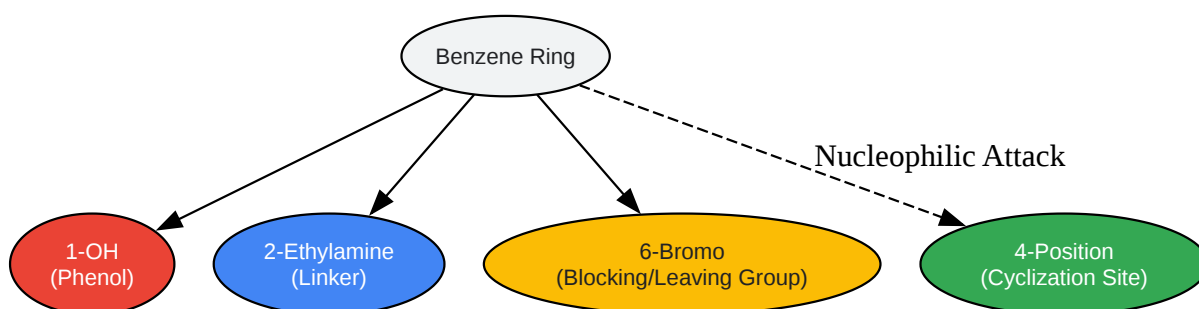 Benzene Ring
Nucleophilic Attack
1-OH
(Phenol)
2-Ethylamine
(Linker)
6-Bromo
(Blocking/Leaving Group)
4-Position
(Cyclization Site)